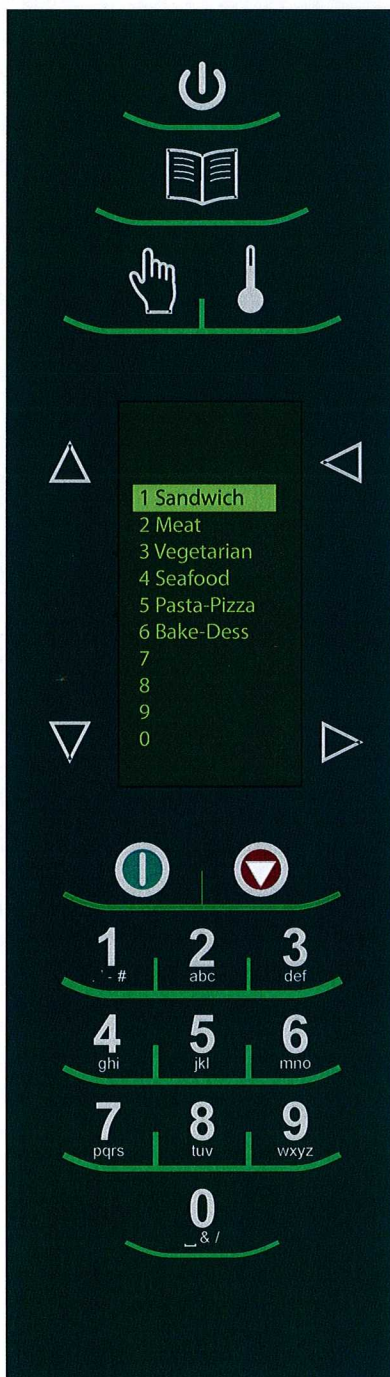 1 Sandwich
2 Meat
3 Vegetarian
4 Seafood
5 Pasta-Pizza
6 Bake-Dess
7
8
9
0
1 2 3
. ' - # abc def
4 5 6
ghi jkl mno
7 8 9
pqrs tuv wxyz
0
⎵ & /